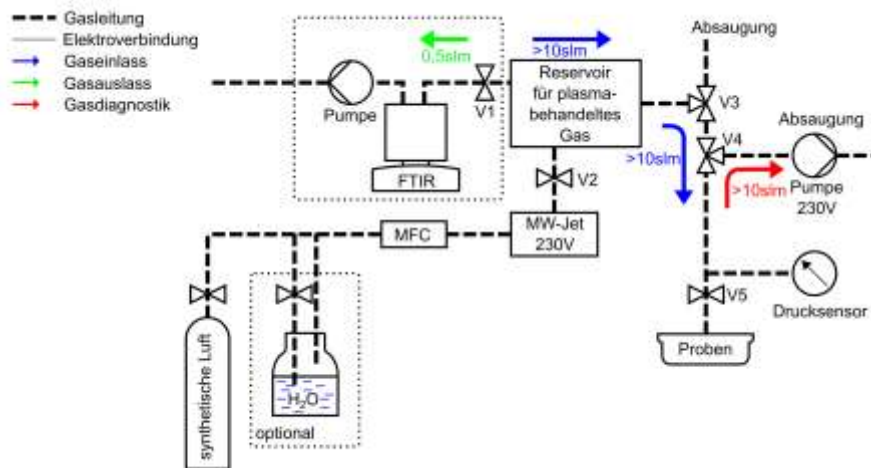 Gasleitung
Elektroverbindung
Gaseinlass
Gasauslass
Gasdiagnostik
0,5slm
>10slm
Absaugung
Pumpe
V1
Reservoir
für plasma-
behandeltes
Gas
V3
Absaugung
V4
FTIR
V2
>10slm
>10slm
Pumpe
230V
MFC
MW-Jet
230V
V5
Drucksensor
synthetische Luft
H₂O
optional
Proben